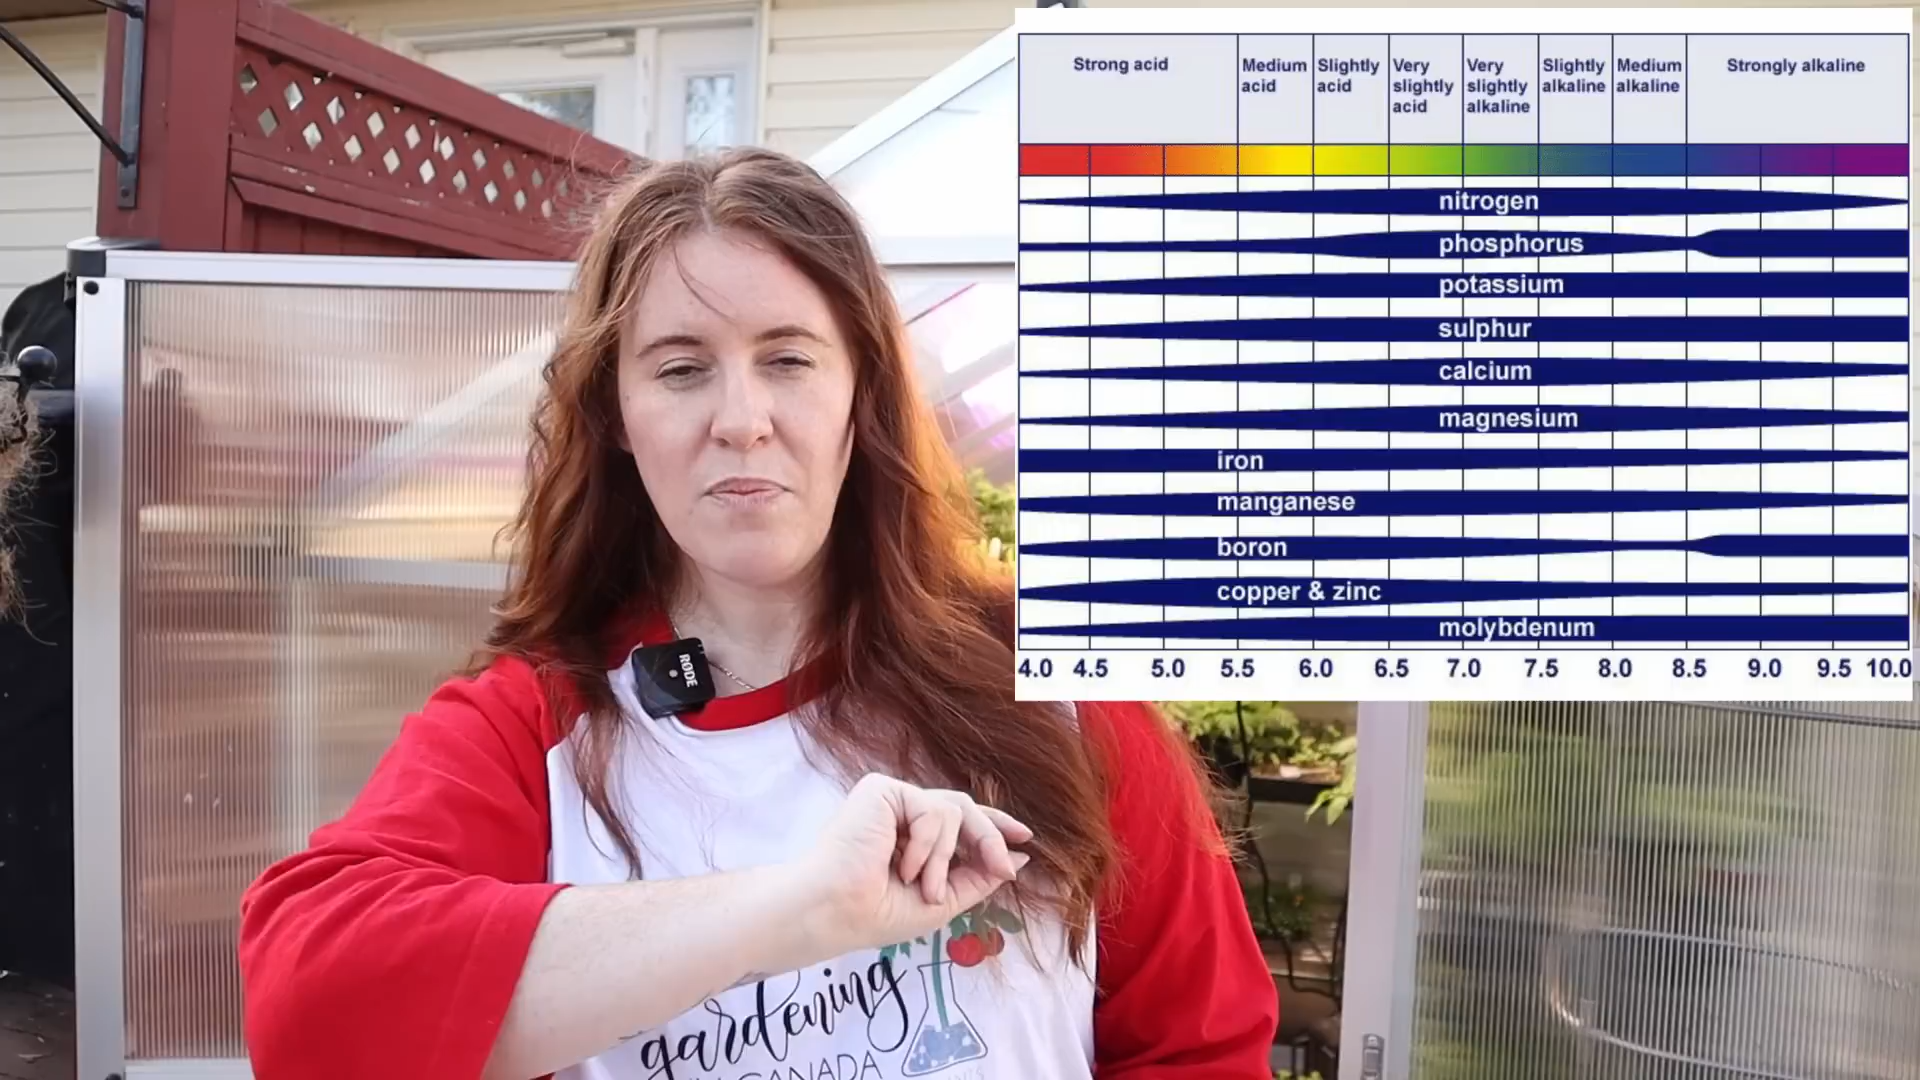 Strong acid
Medium
acid
Slightly
acid
Very
slightly
acid
Very
slightly
alkaline
Slightly
alkaline
Medium
alkaline
Strongly alkaline
nitrogen
phosphorus
potassium
sulphur
calcium
magnesium
iron
manganese
boron
copper & zinc
molybdenum
4.0 4.5 5.0 5.5 6.0 6.5 7.0 7.5 8.0 8.5 9.0 9.5 10.0
RØDE
gardening
CANADA